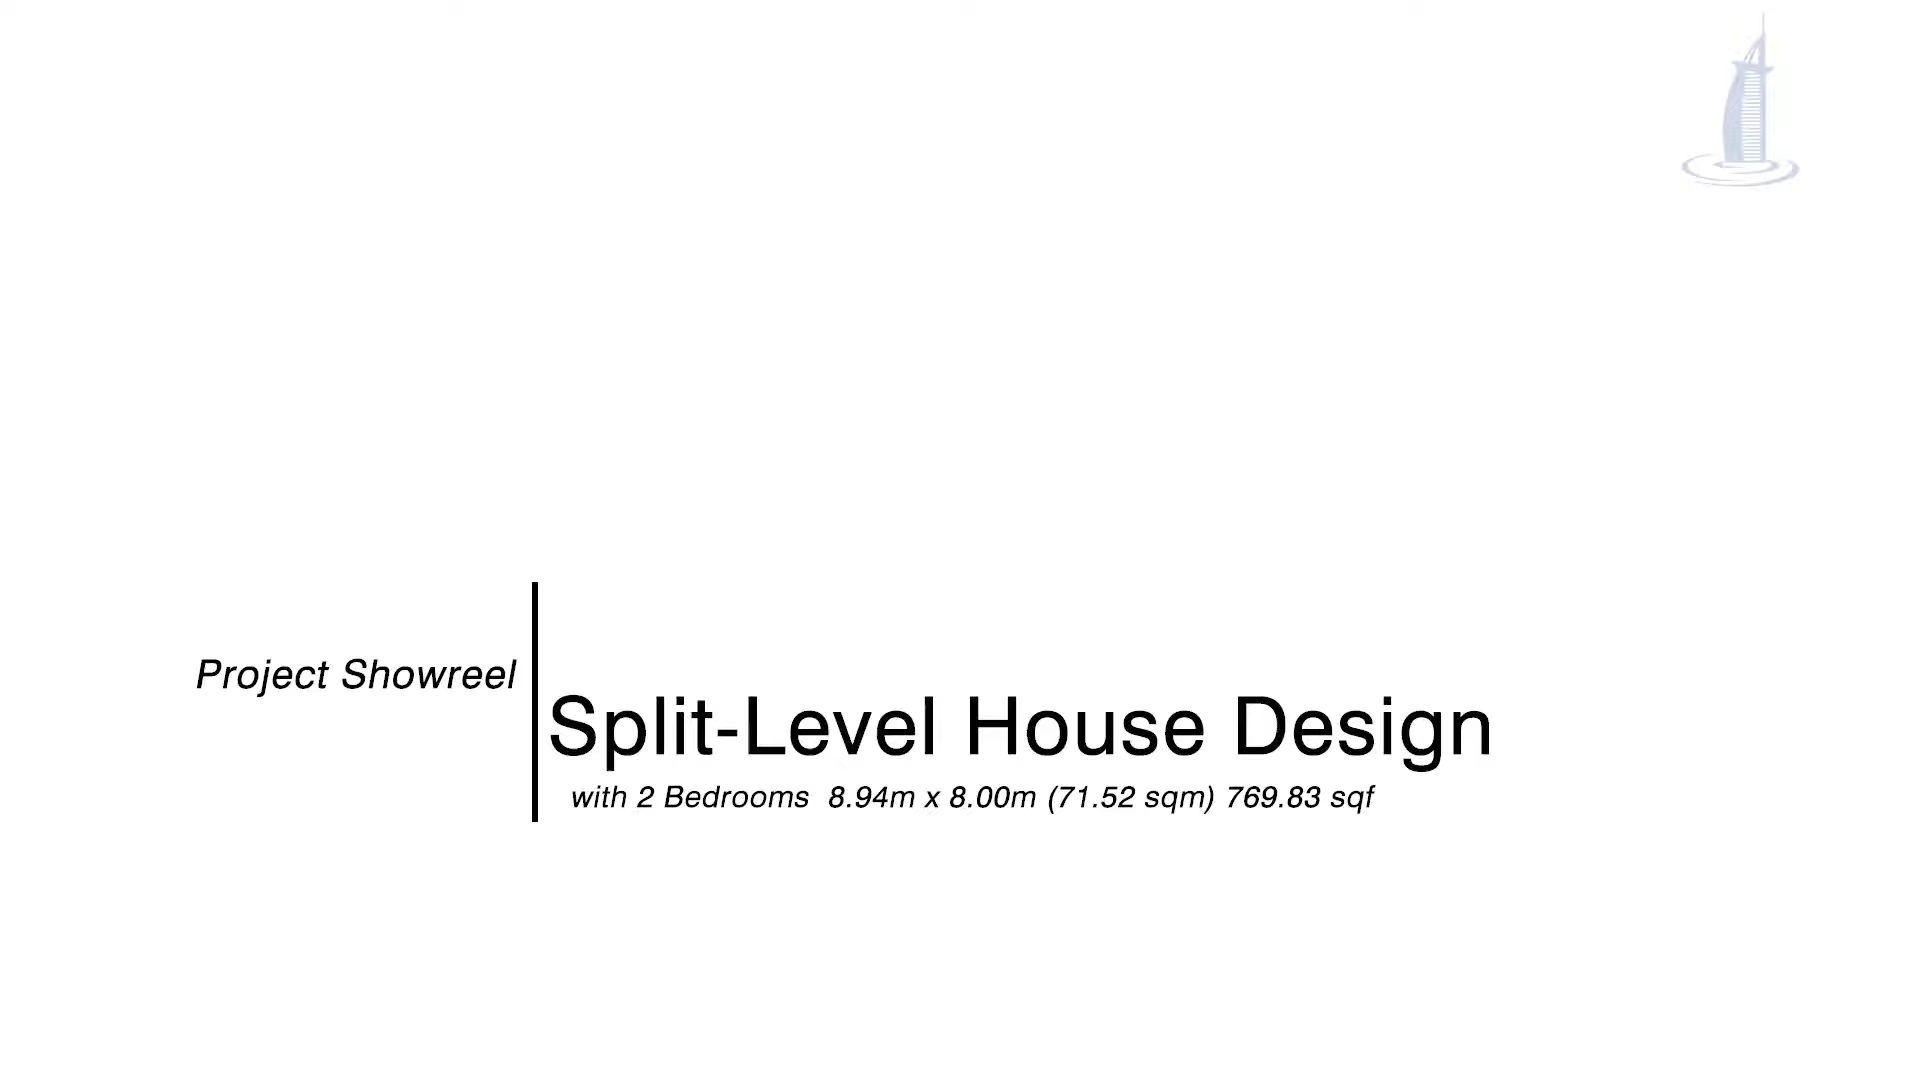 Project Showreel
Split-Level House Design
with 2 Bedrooms  8.94m x 8.00m (71.52 sqm) 769.83 sqf